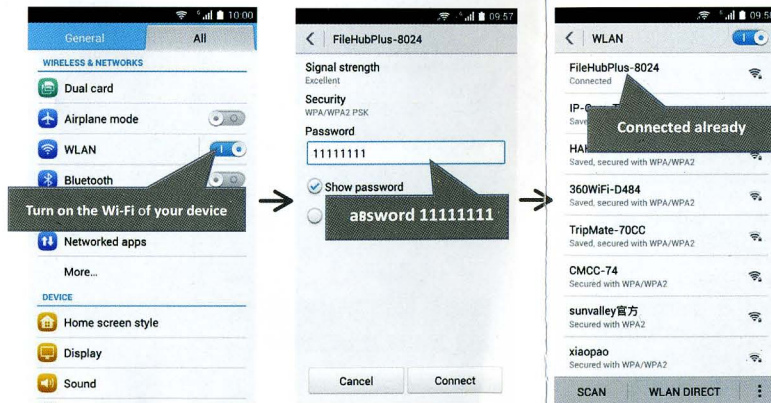 10:00
General
All
WIRELESS & NETWORKS
Dual card
Airplane mode
WLAN
Bluetooth
Turn on the Wi-Fi of your device
Networked apps
More...
DEVICE
Home screen style
Display
Sound
09:57
FileHubPlus-8024
Signal strength
Excellent
Security
WPA/WPA2 PSK
Password
11111111
Show password
aBsword 11111111
Cancel
Connect
09:58
WLAN
FileHubPlus-8024
Connected
Connected already
Saved, secured with WPA/WPA2
360WiFi-D484
Saved, secured with WPA/WPA2
TripMate-70CC
Saved, secured with WPA/WPA2
CMCC-74
Secured with WPA/WPA2
sunvalley官方
Secured with WPA2
xiaopao
Secured with WPA/WPA2
SCAN
WLAN DIRECT